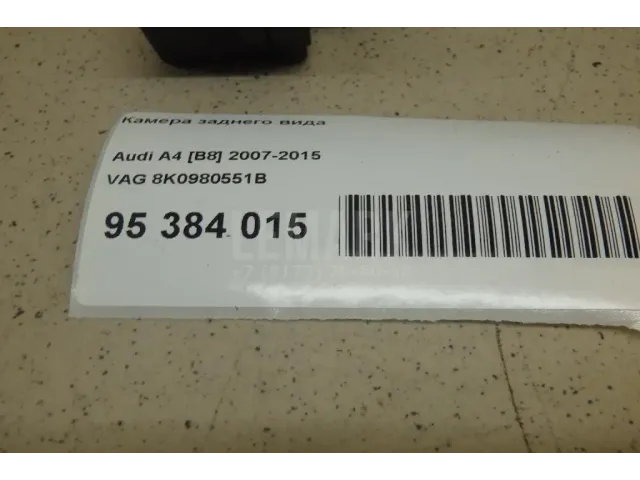 Камера заднего вида
Audi A4 [B8] 2007-2015
VAG 8K0980551B
95 384 015